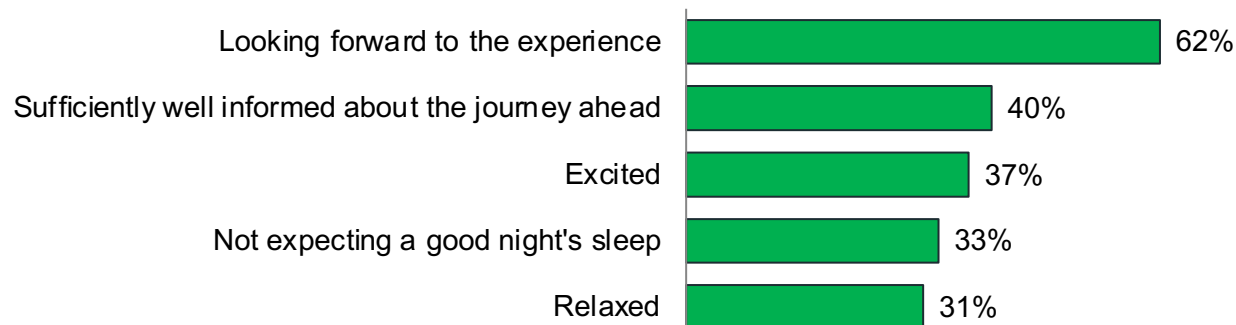 Looking forward to the experience 62%
Sufficiently well informed about the journey ahead 40%
Excited 37%
Not expecting a good night's sleep 33%
Relaxed 31%